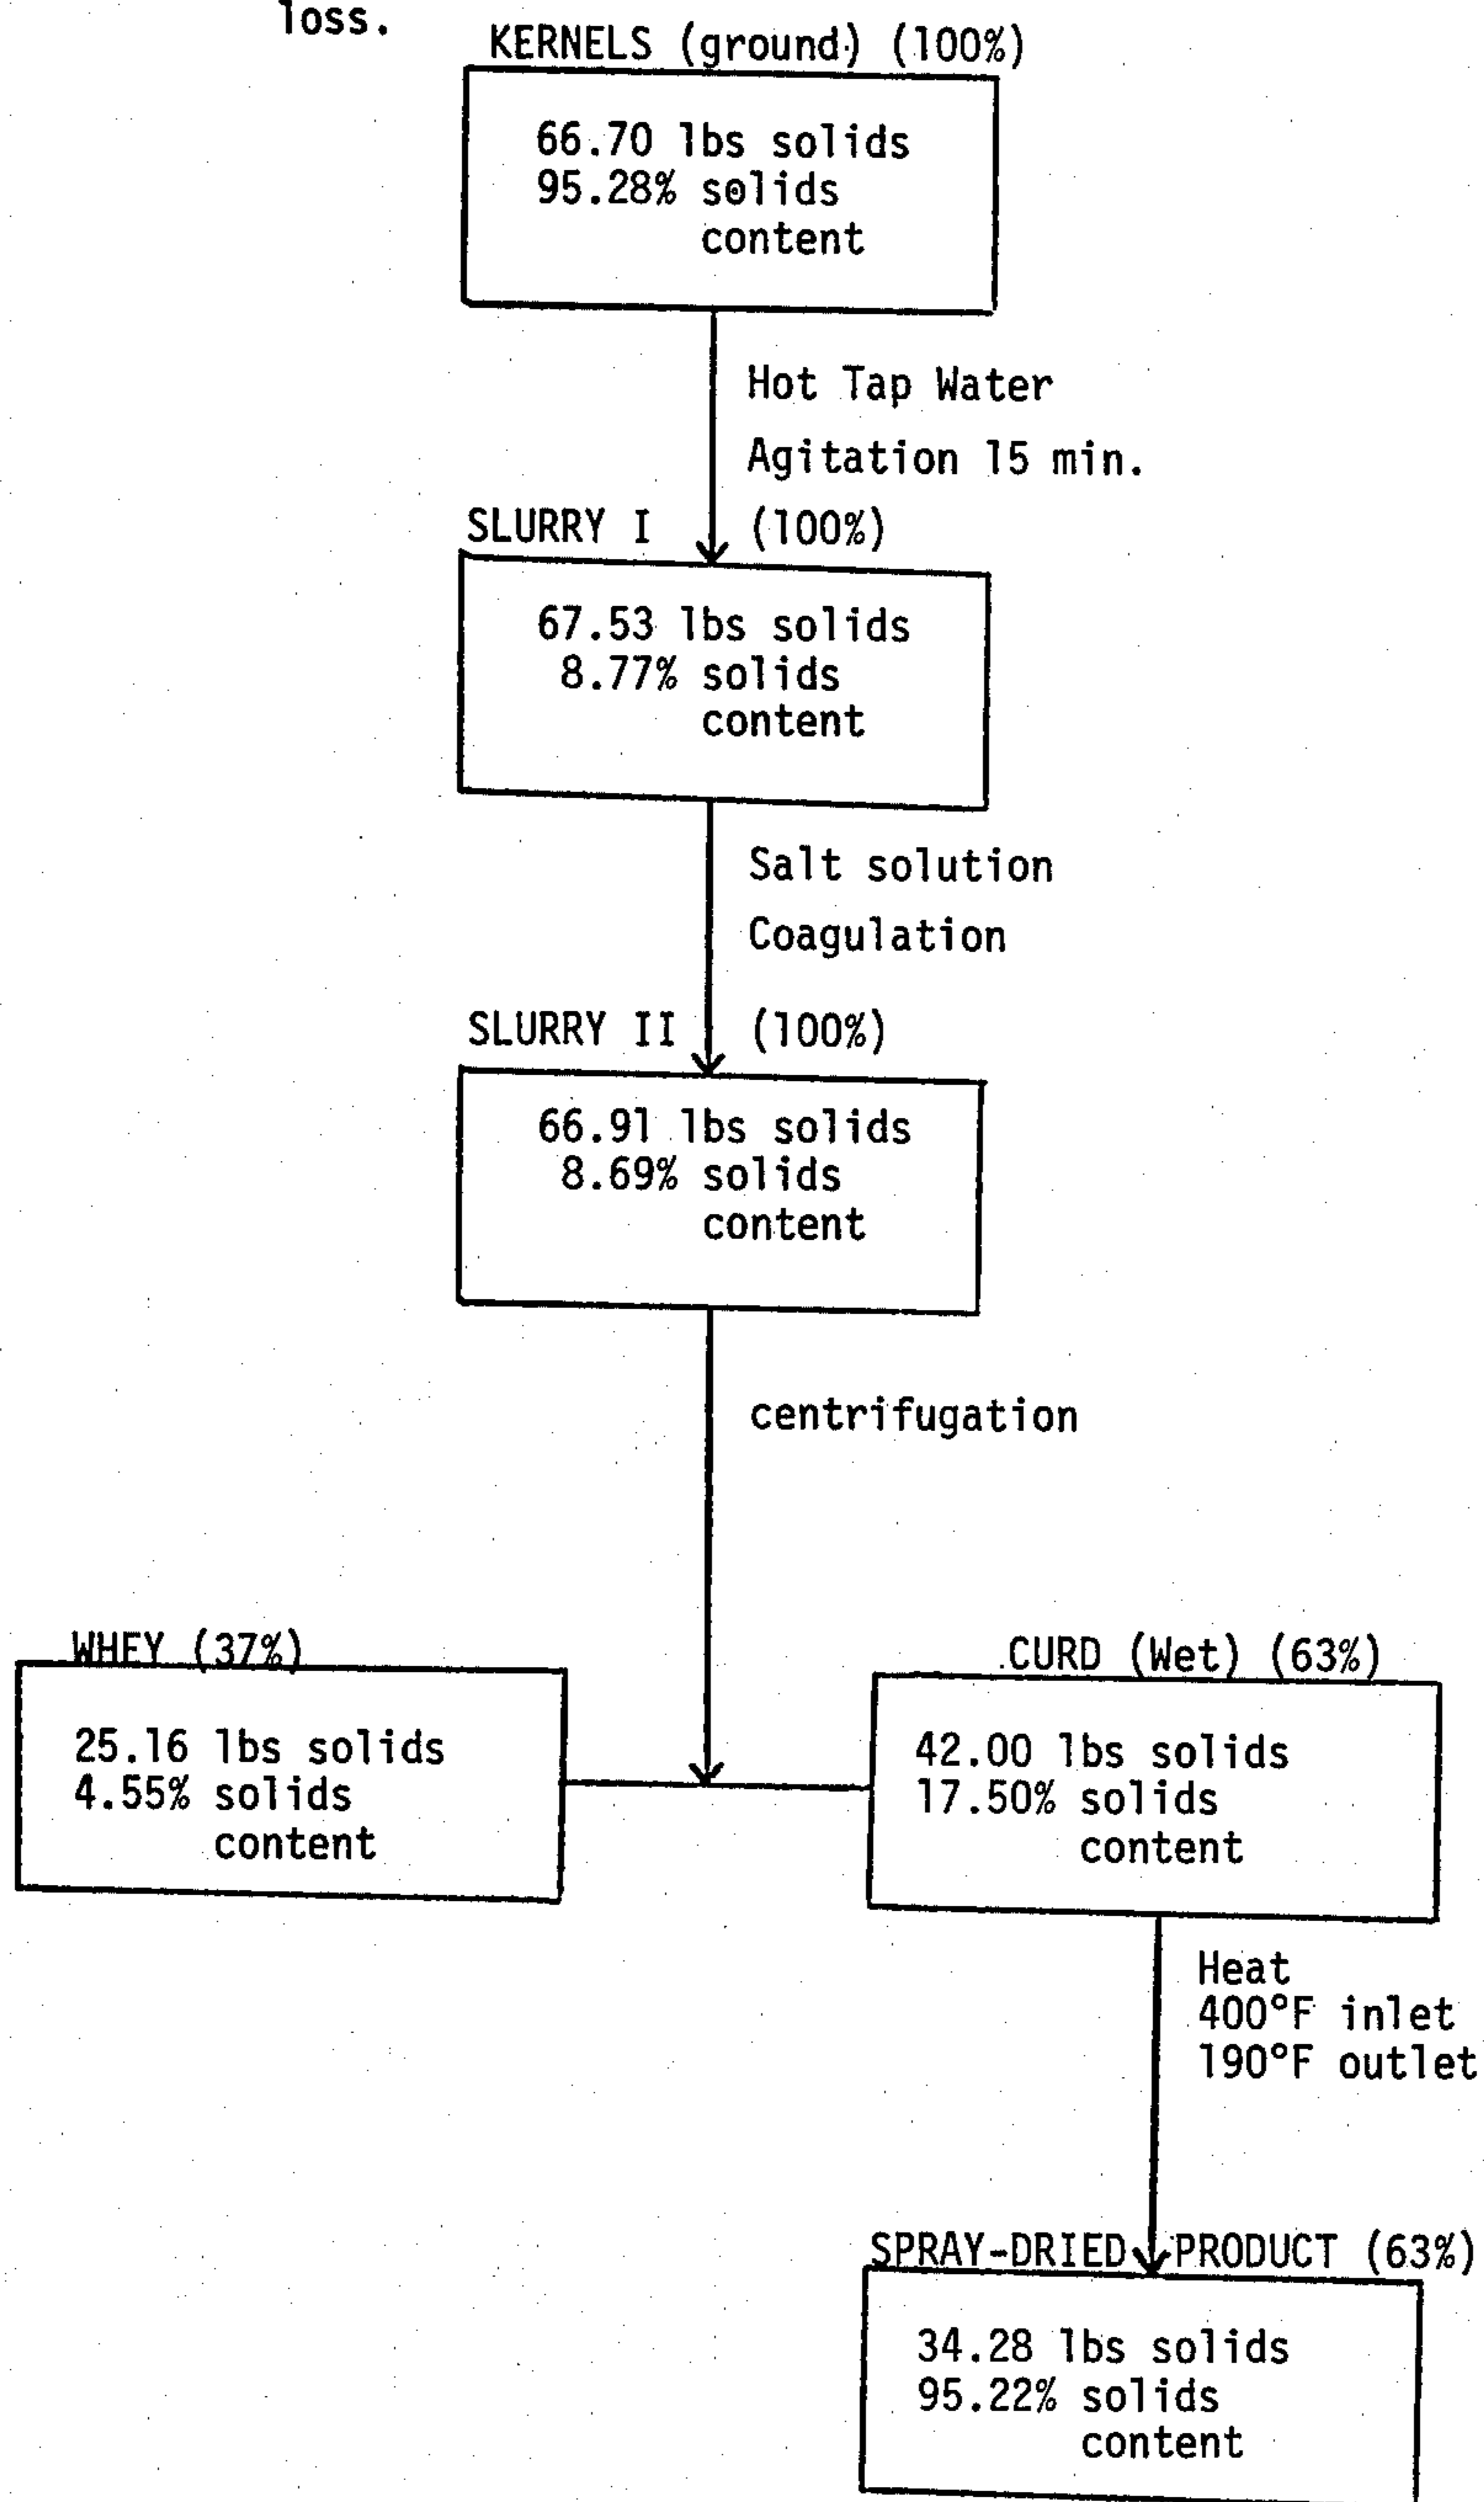 loss.
KERNELS (ground) (100%)
66.70 lbs solids
95.28% solids
content
Hot Tap Water
Agitation 15 min.
SLURRY I (100%)
67.53 lbs solids
8.77% solids
content
Salt solution
Coagulation
SLURRY II (100%)
66.91 lbs solids
8.69% solids
content
centrifugation
WHEY (37%)
25.16 lbs solids
4.55% solids
content
CURD (Wet) (63%)
42.00 lbs solids
17.50% solids
content
Heat
400°F inlet
190°F outlet
SPRAY-DRIED PRODUCT (63%)
34.28 lbs solids
95.22% solids
content